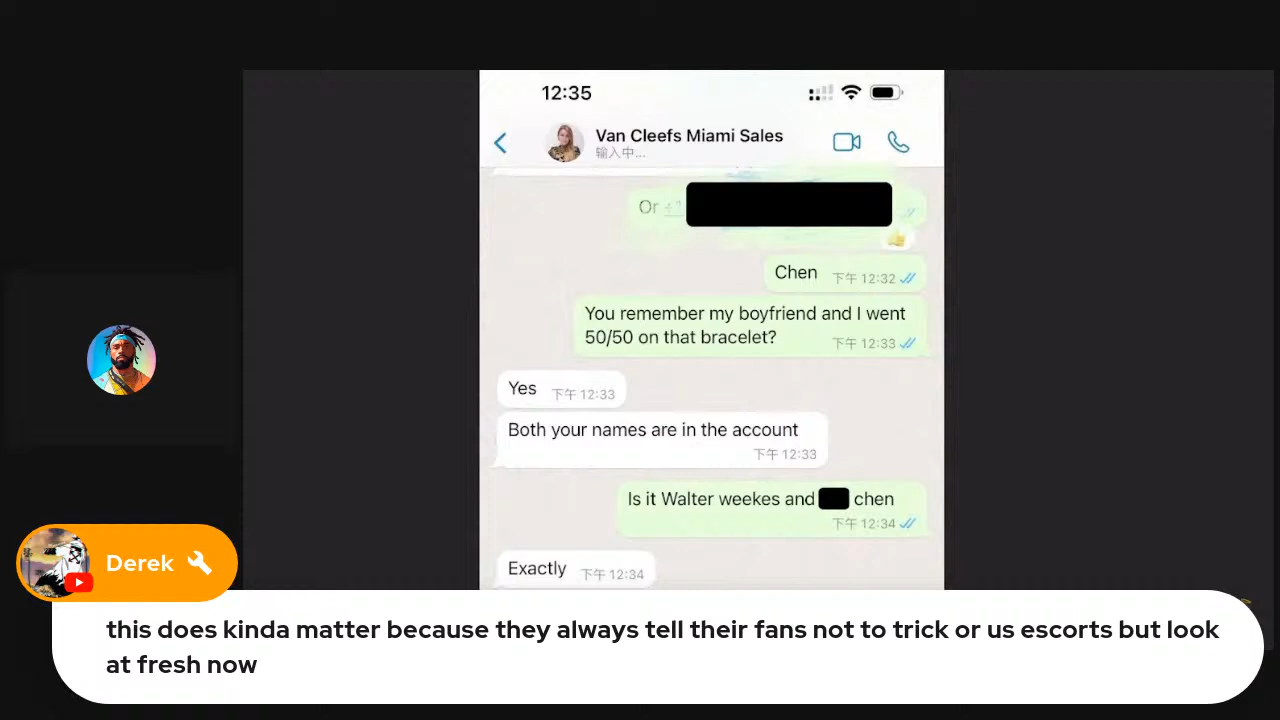 12:35
Van Cleefs Miami Sales
输入中...
Or
Chen 下午 12:32
You remember my boyfriend and I went
50/50 on that bracelet?
下午 12:33
Yes 下午 12:33
Both your names are in the account
下午 12:33
Is it Walter weekes and chen
下午 12:34
Exactly 下午 12:34
Derek
this does kinda matter because they always tell their fans not to trick or us escorts but look
at fresh now